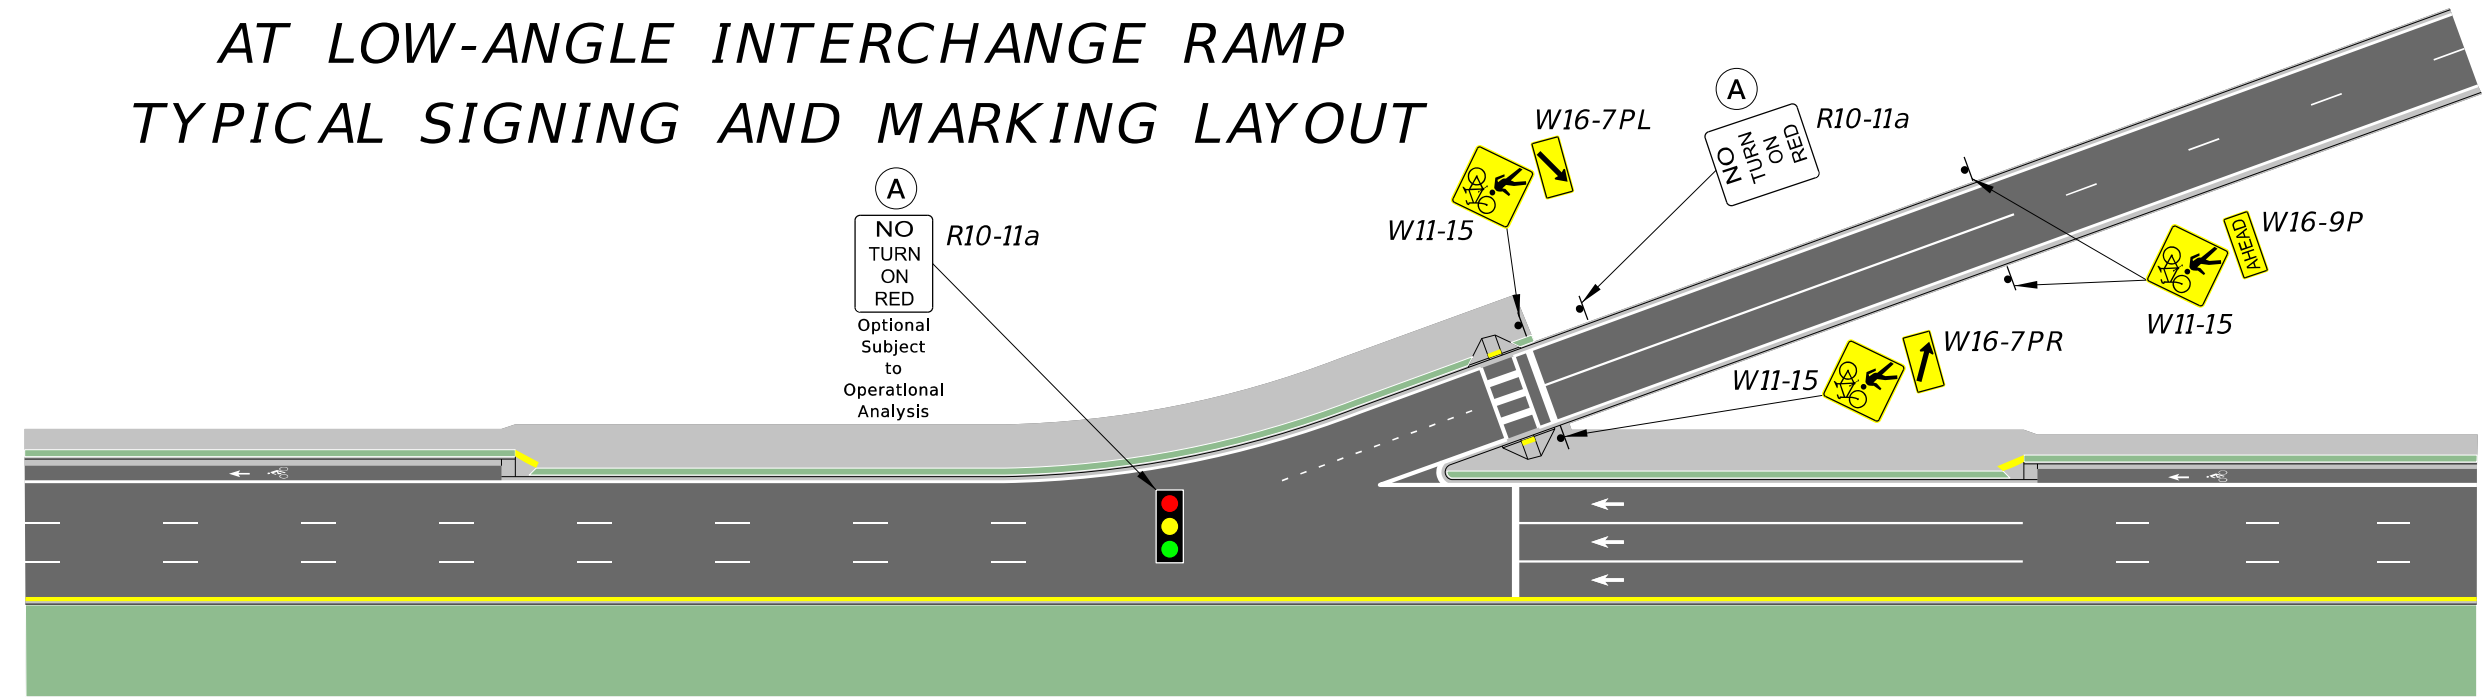 AT LOW-ANGLE INTERCHANGE RAMP
TYPICAL SIGNING AND MARKING LAYOUT
A
NO
TURN
ON
RED
R10-11a
Optional
Subject
to
Operational
Analysis
W16-7PL
W11-15
A
NO
TURN
ON
RED
R10-11a
AHEAD
W16-9P
W11-15
W16-7PR
W11-15